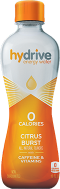 hydrive
energy water
0
CALORIES
CITRUS
BURST
CAFFEINE &
VITAMINS